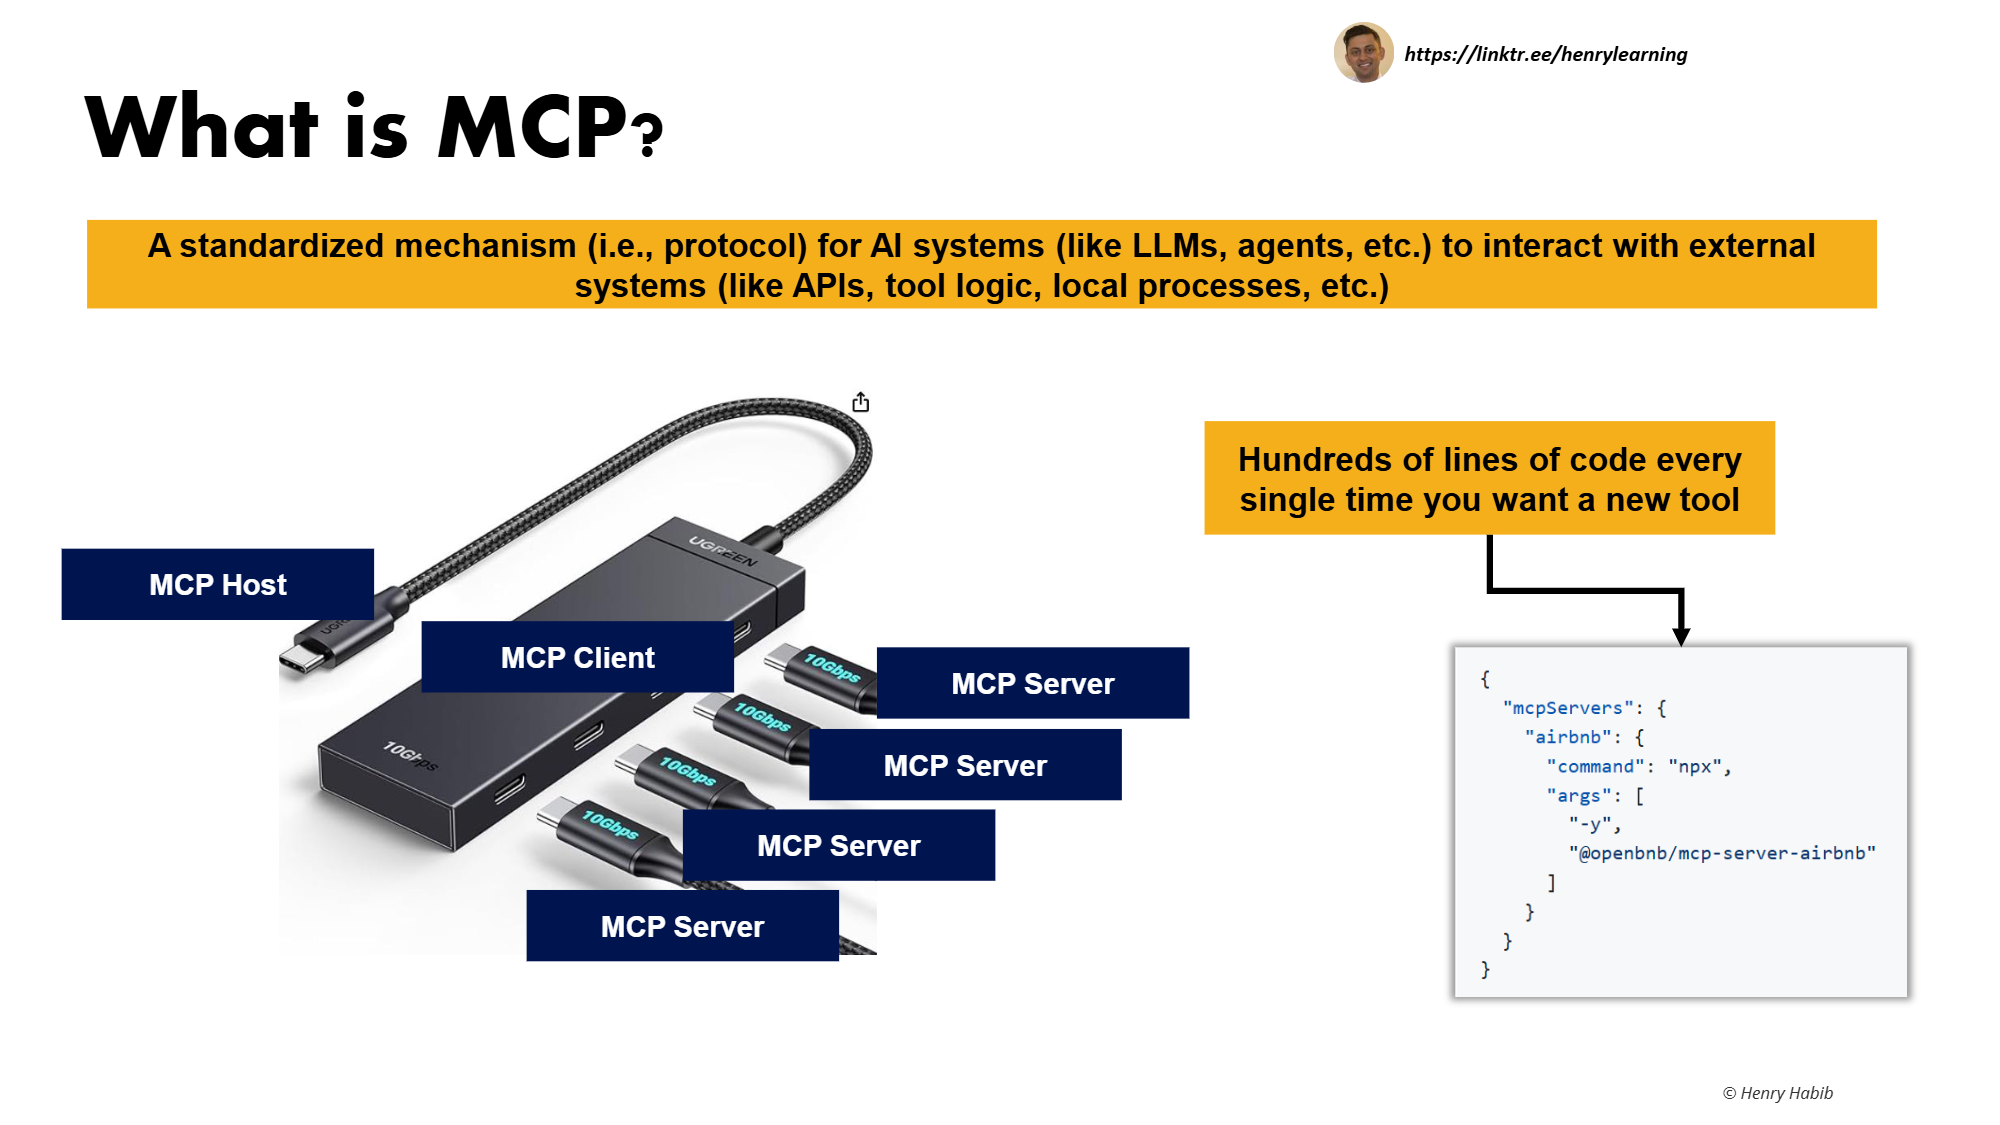 https://linktr.ee/henrylearning
What is MCP?
A standardized mechanism (i.e., protocol) for AI systems (like LLMs, agents, etc.) to interact with external
systems (like APIs, tool logic, local processes, etc.)
Hundreds of lines of code every
single time you want a new tool
UGREEN
MCP Host
MCP Client
10Gbps
10Gbps
MCP Server
10Gbps
MCP Server
10Gbps
MCP Server
10Gbps
MCP Server
{
"mcpServers": {
"airbnb": {
"command": "npx",
"args": [
"-y",
"@openbnb/mcp-server-airbnb"
]
}
}
}
© Henry Habib